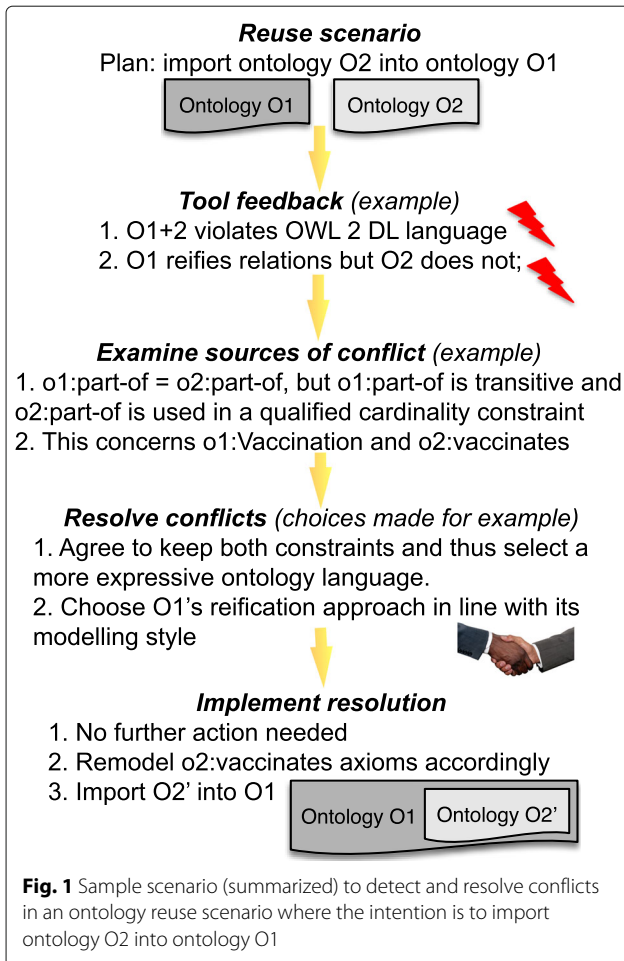 Reuse scenario
Plan: import ontology O2 into ontology O1
Ontology O1 Ontology O2
Tool feedback (example)
1. O1+2 violates OWL 2 DL language
2. O1 reifies relations but O2 does not;
Examine sources of conflict (example)
1. o1:part-of = o2:part-of, but o1:part-of is transitive and
o2:part-of is used in a qualified cardinality constraint
2. This concerns o1:Vaccination and o2:vaccinates
Resolve conflicts (choices made for example)
1. Agree to keep both constraints and thus select a
more expressive ontology language.
2. Choose O1's reification approach in line with its
modelling style
Implement resolution
1. No further action needed
2. Remodel o2:vaccinates axioms accordingly
3. Import O2' into O1
Ontology O1 Ontology O2'
Fig. 1 Sample scenario (summarized) to detect and resolve conflicts
in an ontology reuse scenario where the intention is to import
ontology O2 into ontology O1